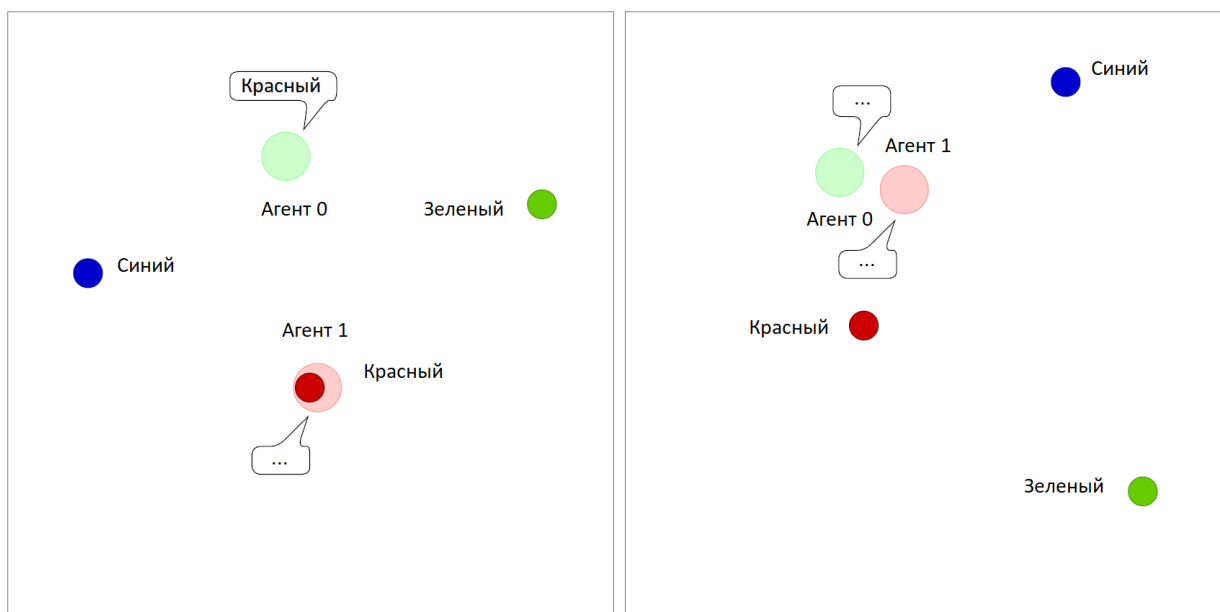 Красный
Агент 0
Зеленый
Синий
Агент 1
Красный
...
Синий
...
Агент 1
Агент 0
...
Красный
Зеленый